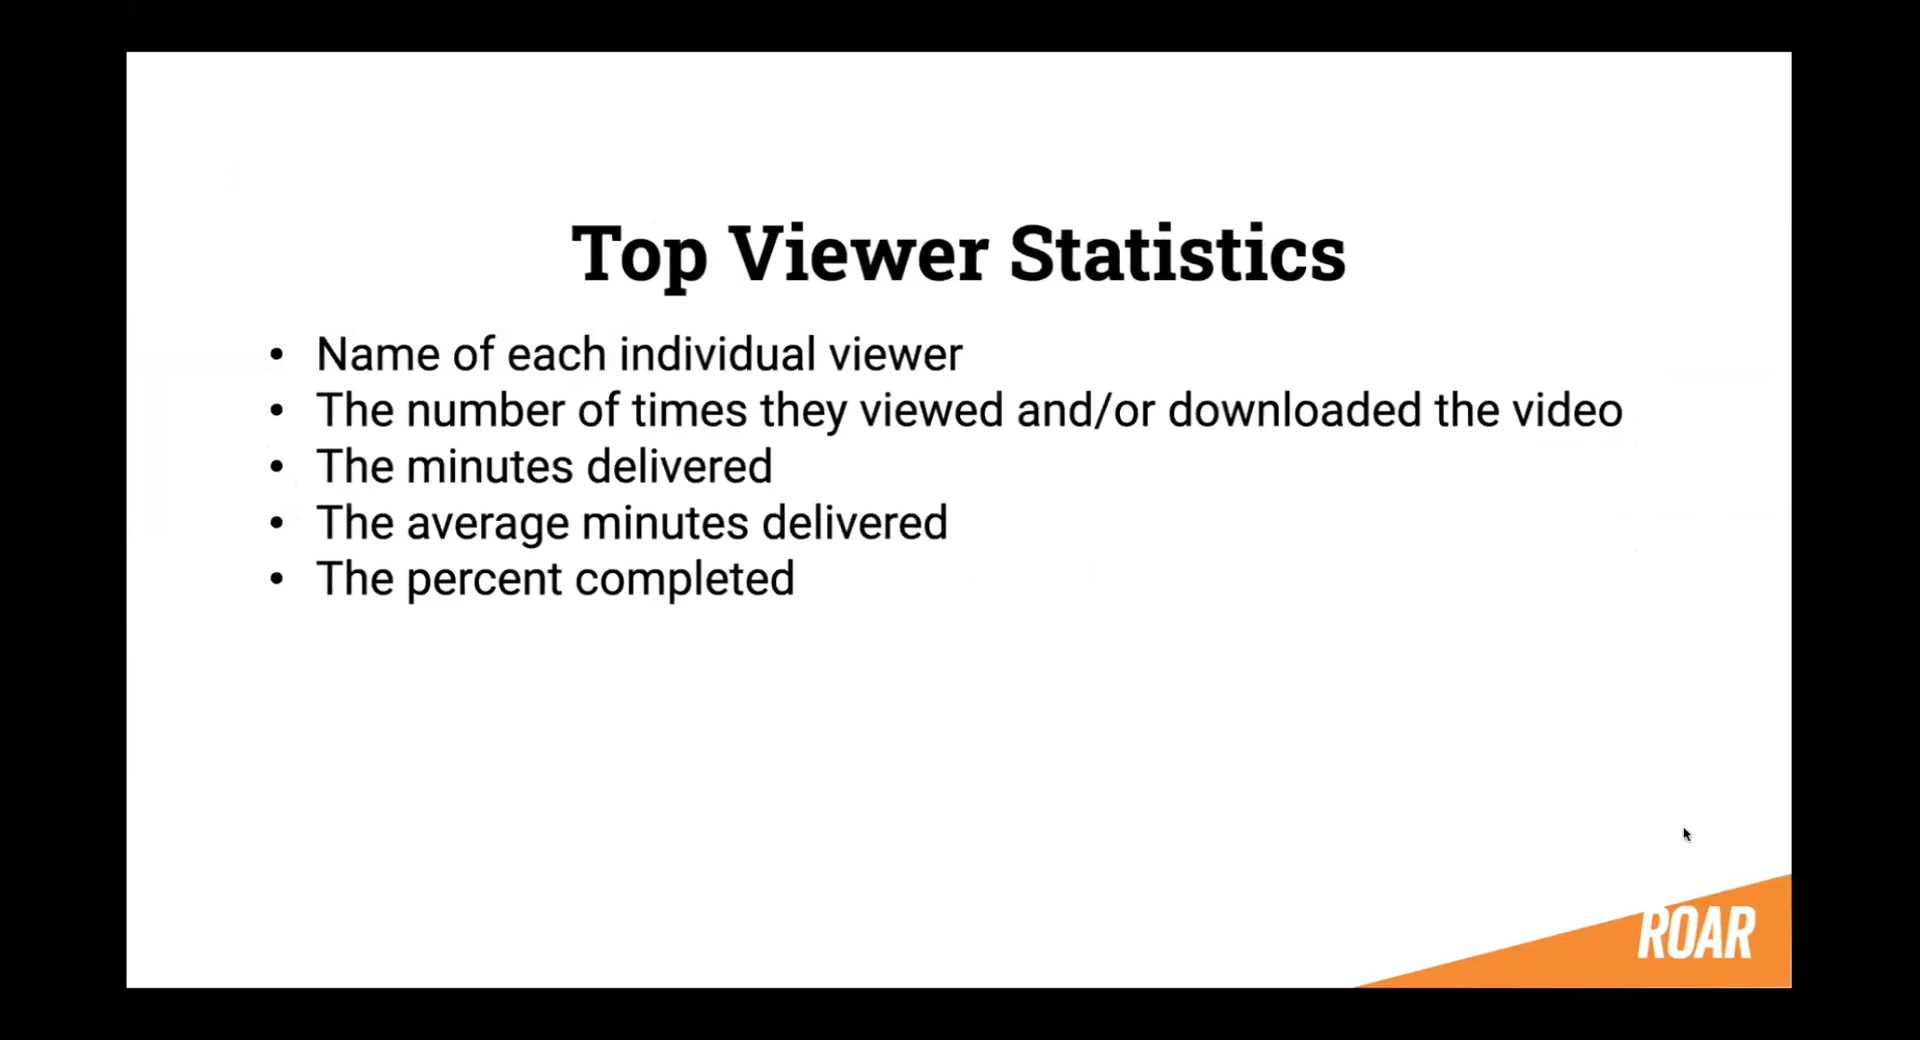 Top Viewer Statistics
• Name of each individual viewer
• The number of times they viewed and/or downloaded the video
• The minutes delivered
• The average minutes delivered
• The percent completed
ROAR